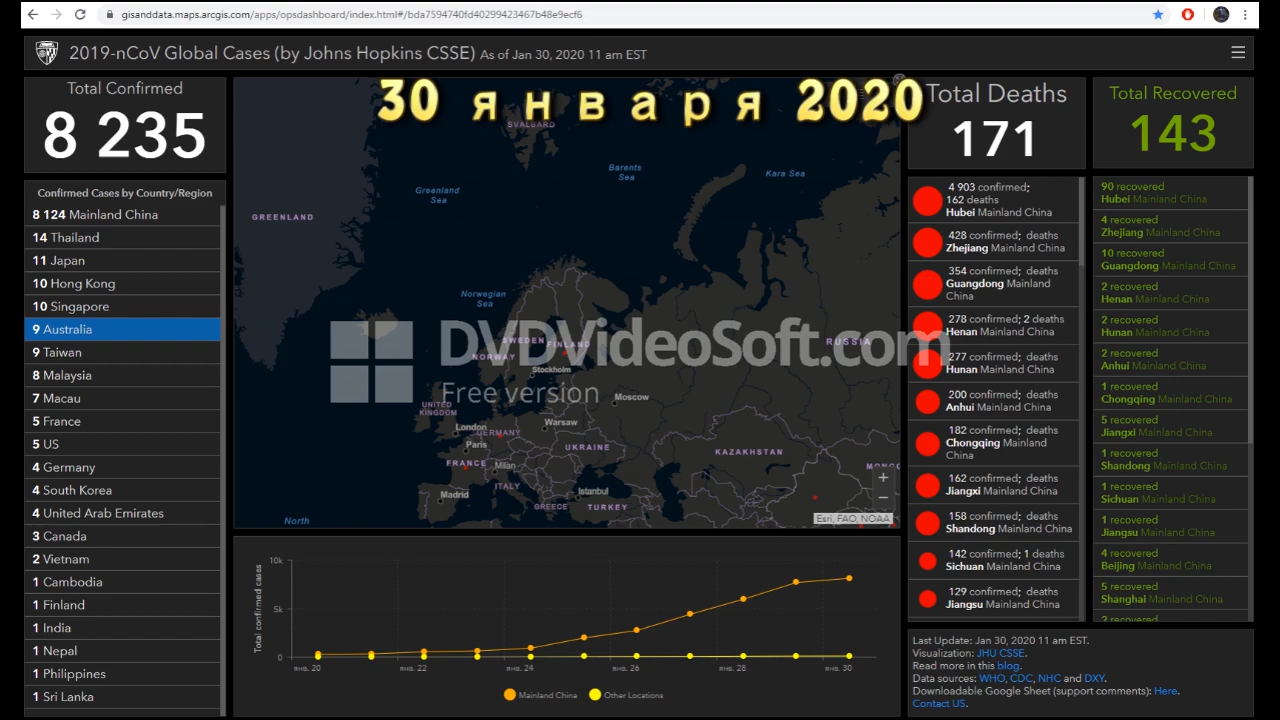 gisanddata.maps.arcgis.com/apps/opsdashboard/index.html#/bda7594740fd40299423467b48e9ecf6
2019-nCoV Global Cases (by Johns Hopkins CSSE) As of Jan 30, 2020 11 am EST
Total Confirmed
8 235
Confirmed Cases by Country/Region
8 124 Mainland China
14 Thailand
11 Japan
10 Hong Kong
10 Singapore
9 Australia
9 Taiwan
8 Malaysia
7 Macau
5 France
5 US
4 Germany
4 South Korea
4 United Arab Emirates
3 Canada
2 Vietnam
1 Cambodia
1 Finland
1 India
1 Nepal
1 Philippines
1 Sri Lanka
30 января 2020
SVALBARD
Barents
Sea
Kara Sea
Greenland
Sea
GREENLAND
Norwegian
Sea
SWEDEN
FINLAND
NORWAY
RUSSIA
Stockholm
Moscow
UNITED
KINGDOM
London
GERMANY
Warsaw
Paris
UKRAINE
KAZAKHSTAN
FRANCE
Milan
ITALY
Madrid
Istanbul
GREECE
TURKEY
North
+
−
Esri, FAO, NOAA
DVDVideoSoft.com
Free version
Total confirmed cases
10k
5k
0
янв. 20
янв. 22
янв. 24
янв. 26
янв. 28
янв. 30
Mainland China
Other Locations
Total Deaths
171
4 903 confirmed;
162 deaths
Hubei Mainland China
428 confirmed; deaths
Zhejiang Mainland China
354 confirmed; deaths
Guangdong Mainland
China
278 confirmed; 2 deaths
Henan Mainland China
277 confirmed; deaths
Hunan Mainland China
200 confirmed; deaths
Anhui Mainland China
182 confirmed; deaths
Chongqing Mainland
China
162 confirmed; deaths
Jiangxi Mainland China
158 confirmed; deaths
Shandong Mainland China
142 confirmed; 1 deaths
Sichuan Mainland China
129 confirmed; deaths
Jiangsu Mainland China
Total Recovered
143
90 recovered
Hubei Mainland China
4 recovered
Zhejiang Mainland China
10 recovered
Guangdong Mainland China
2 recovered
Henan Mainland China
2 recovered
Hunan Mainland China
2 recovered
Anhui Mainland China
1 recovered
Chongqing Mainland China
5 recovered
Jiangxi Mainland China
1 recovered
Shandong Mainland China
1 recovered
Sichuan Mainland China
1 recovered
Jiangsu Mainland China
4 recovered
Beijing Mainland China
5 recovered
Shanghai Mainland China
2 recovered
Last Update: Jan 30, 2020 11 am EST.
Visualization: JHU CSSE.
Read more in this blog.
Data sources: WHO, CDC, NHC and DXY.
Downloadable Google Sheet (support comments): Here.
Contact US.